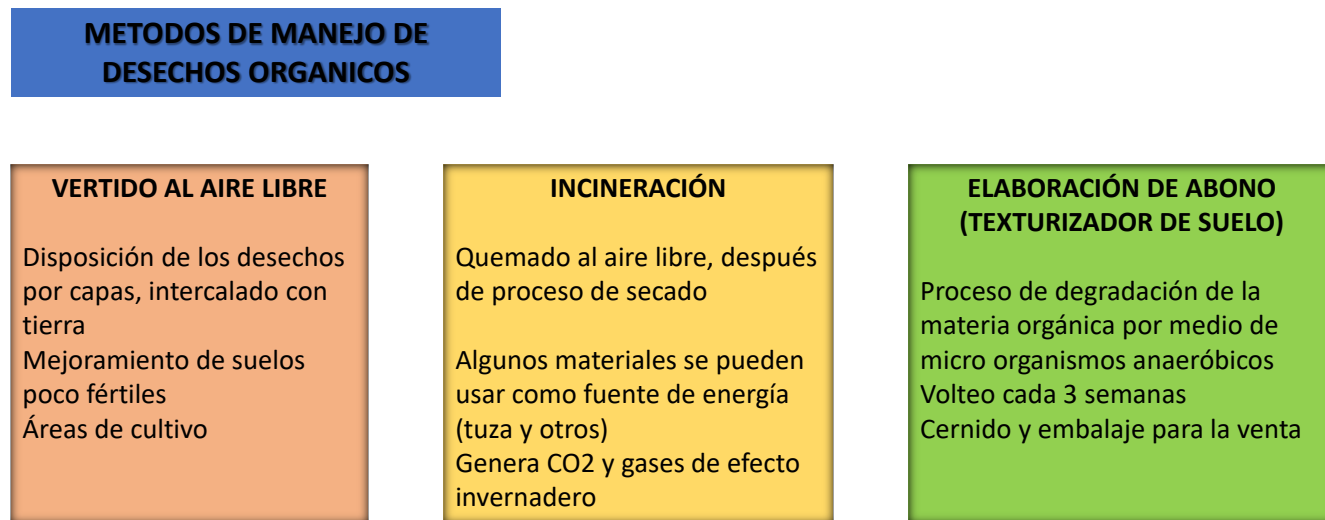 METODOS DE MANEJO DE
DESECHOS ORGANICOS
VERTIDO AL AIRE LIBRE
Disposición de los desechos
por capas, intercalado con
tierra
Mejoramiento de suelos
poco fértiles
Áreas de cultivo
INCINERACIÓN
Quemado al aire libre, después
de proceso de secado
Algunos materiales se pueden
usar como fuente de energía
(tuza y otros)
Genera CO2 y gases de efecto
invernadero
ELABORACIÓN DE ABONO
(TEXTURIZADOR DE SUELO)
Proceso de degradación de la
materia orgánica por medio de
micro organismos anaeróbicos
Volteo cada 3 semanas
Cernido y embalaje para la venta